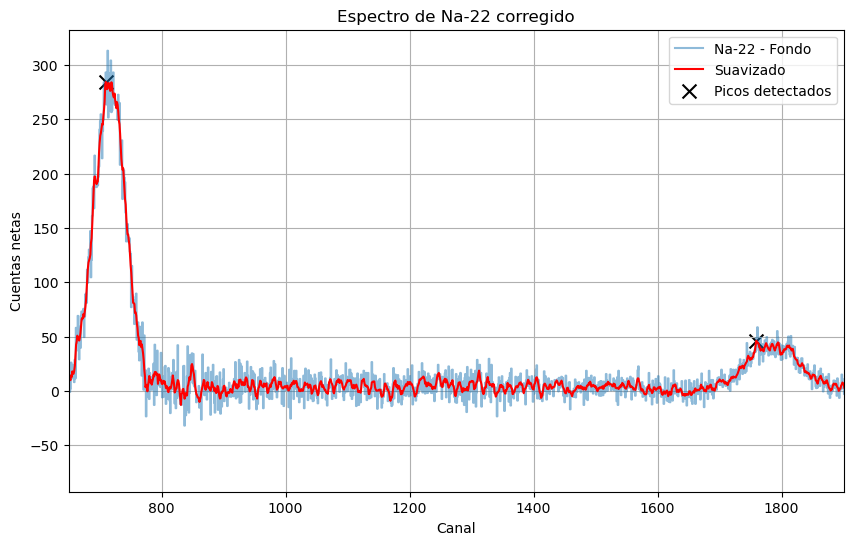 Espectro de Na-22 corregido
Na-22 - Fondo
Suavizado
Picos detectados
Cuentas netas
300
250
200
150
100
50
0
−50
800
1000
1200
1400
1600
1800
Canal